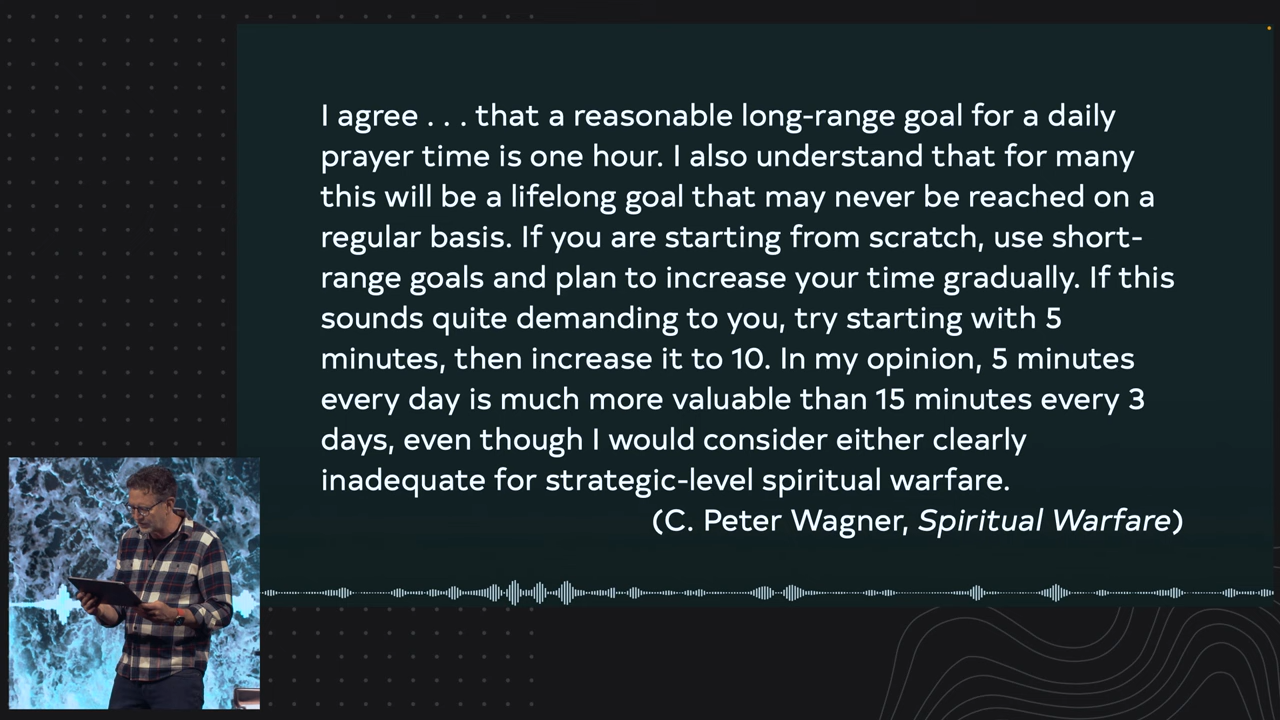 I agree . . . that a reasonable long-range goal for a daily
prayer time is one hour. I also understand that for many
this will be a lifelong goal that may never be reached on a
regular basis. If you are starting from scratch, use short-
range goals and plan to increase your time gradually. If this
sounds quite demanding to you, try starting with 5
minutes, then increase it to 10. In my opinion, 5 minutes
every day is much more valuable than 15 minutes every 3
days, even though I would consider either clearly
inadequate for strategic-level spiritual warfare.
(C. Peter Wagner, Spiritual Warfare)